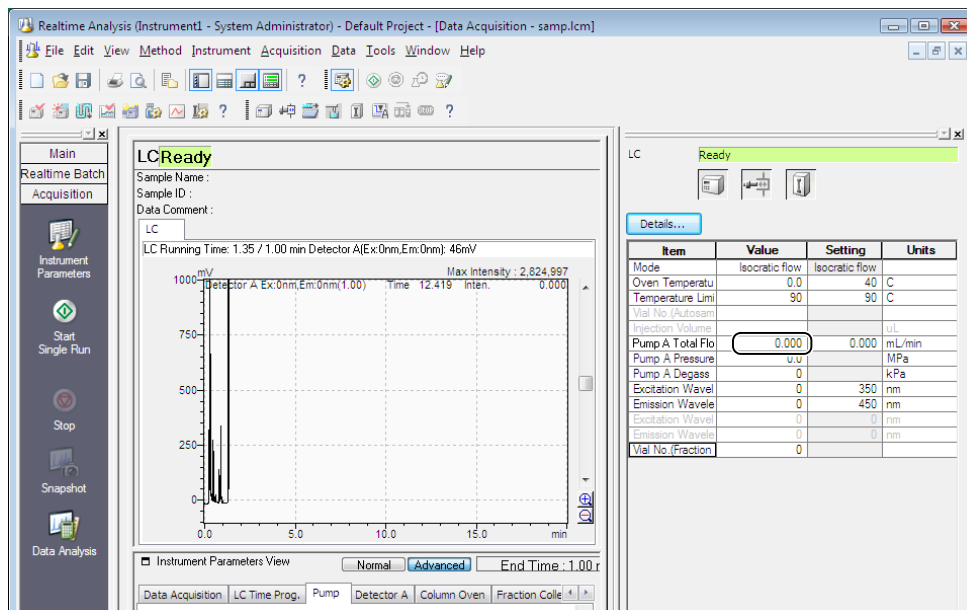 Realtime Analysis (Instrument1 - System Administrator) - Default Project - [Data Acquisition - samp.lcm]
File Edit View Method Instrument Acquisition Data Tools Window Help
Main
Realtime Batch
Acquisition
Instrument
Parameters
Start
Single Run
Stop
Snapshot
Data Analysis
LC Ready
Sample Name :
Sample ID :
Data Comment :
LC
LC Running Time: 1.35 / 1.00 min Detector A(Ex:0nm,Em:0nm): 46mV
mV Max Intensity : 2,824,997
Detector A Ex:0nm,Em:0nm(1.00) Time 12.419 Inten. 0.000
1000
750
500
250
0
0.0 5.0 10.0 15.0 min
Instrument Parameters View Normal Advanced End Time : 1.00
Data Acquisition LC Time Prog. Pump Detector A Column Oven Fraction Colle
LC Ready
Details...
Item Value Setting Units
Mode Isocratic flow Isocratic flow
Oven Temperatu 0.0 40 C
Temperature Limi 90 90 C
Vial No.(Autosam
Injection Volume uL
Pump A Total Flo 0.000 0.000 mL/min
Pump A Pressure 0.0 MPa
Pump A Degass 0 kPa
Excitation Wavel 0 350 nm
Emission Wavele 0 450 nm
Excitation Wavel 0 0 nm
Emission Wavele 0 0 nm
Vial No.(Fraction 0